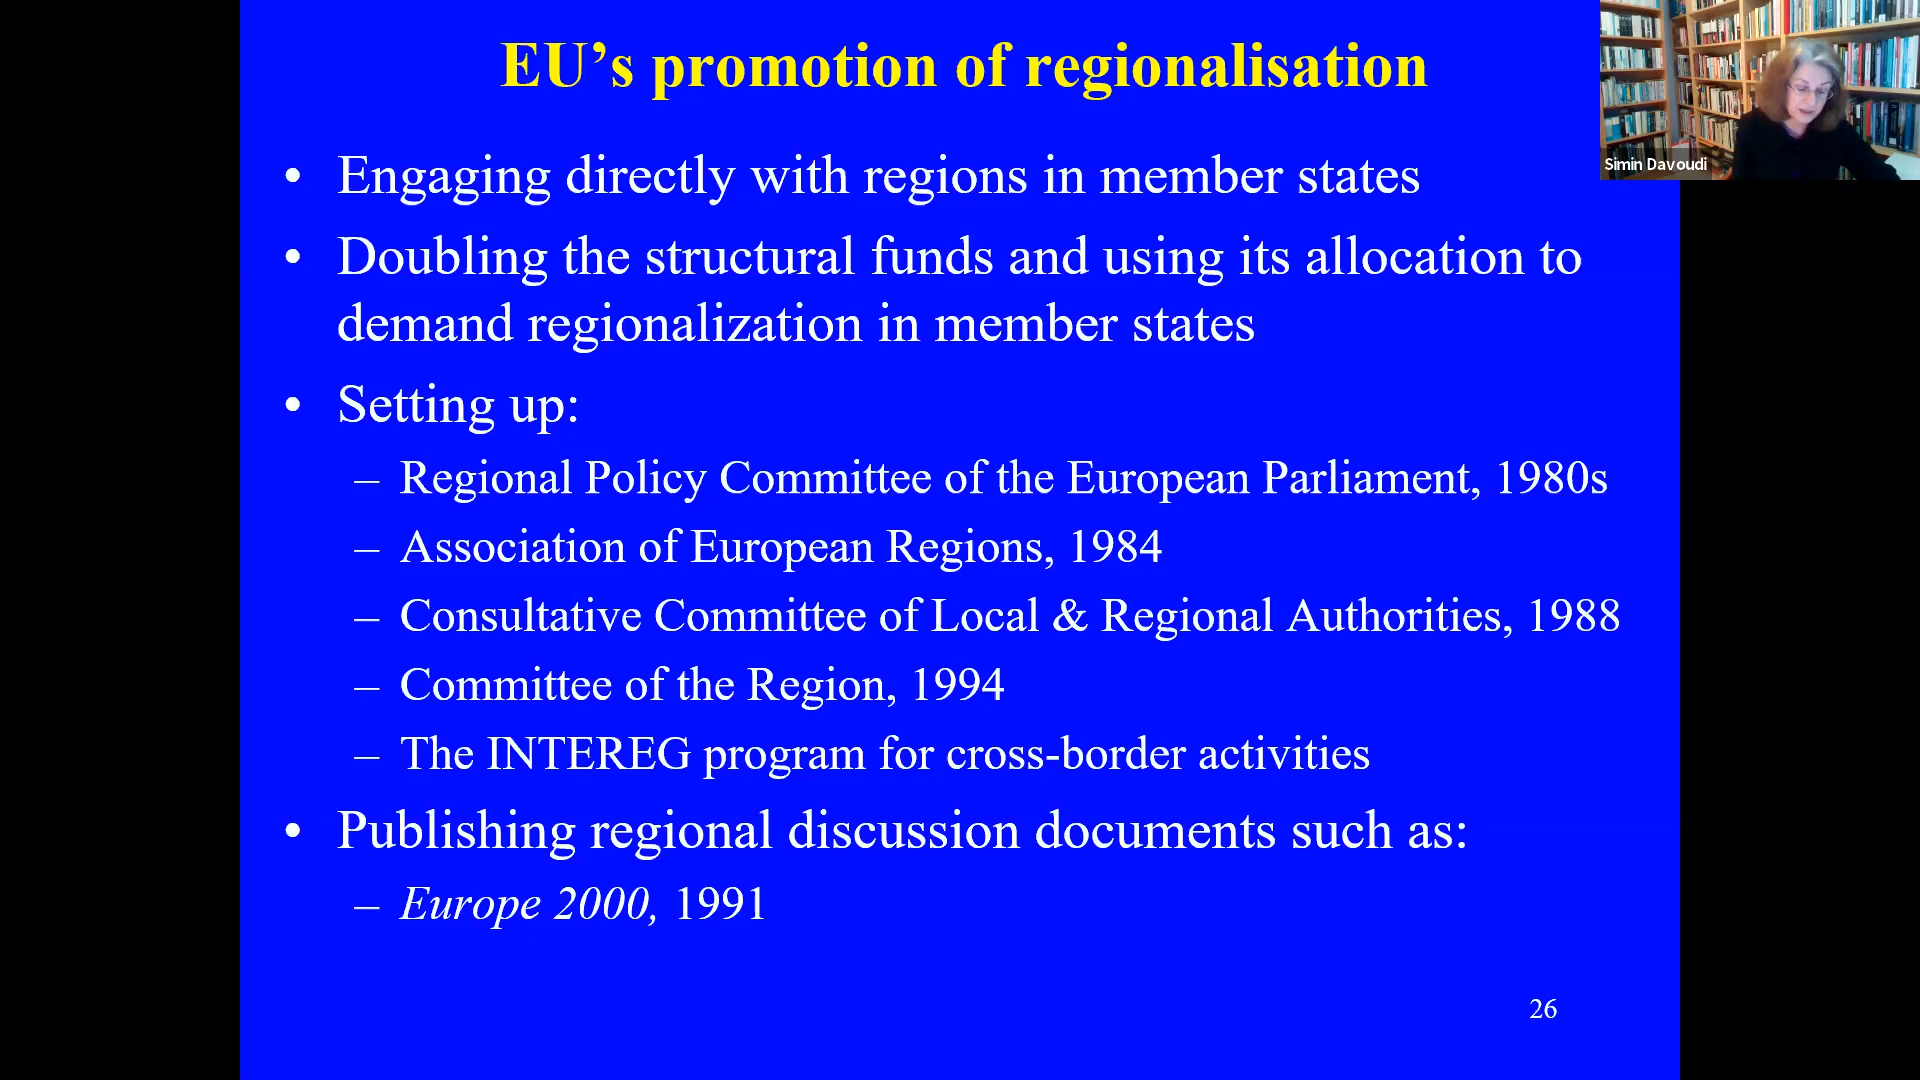 EU’s promotion of regionalisation
Simin Davoudi
• Engaging directly with regions in member states
• Doubling the structural funds and using its allocation to
demand regionalization in member states
• Setting up:
– Regional Policy Committee of the European Parliament, 1980s
– Association of European Regions, 1984
– Consultative Committee of Local & Regional Authorities, 1988
– Committee of the Region, 1994
– The INTEREG program for cross-border activities
• Publishing regional discussion documents such as:
– Europe 2000, 1991
26